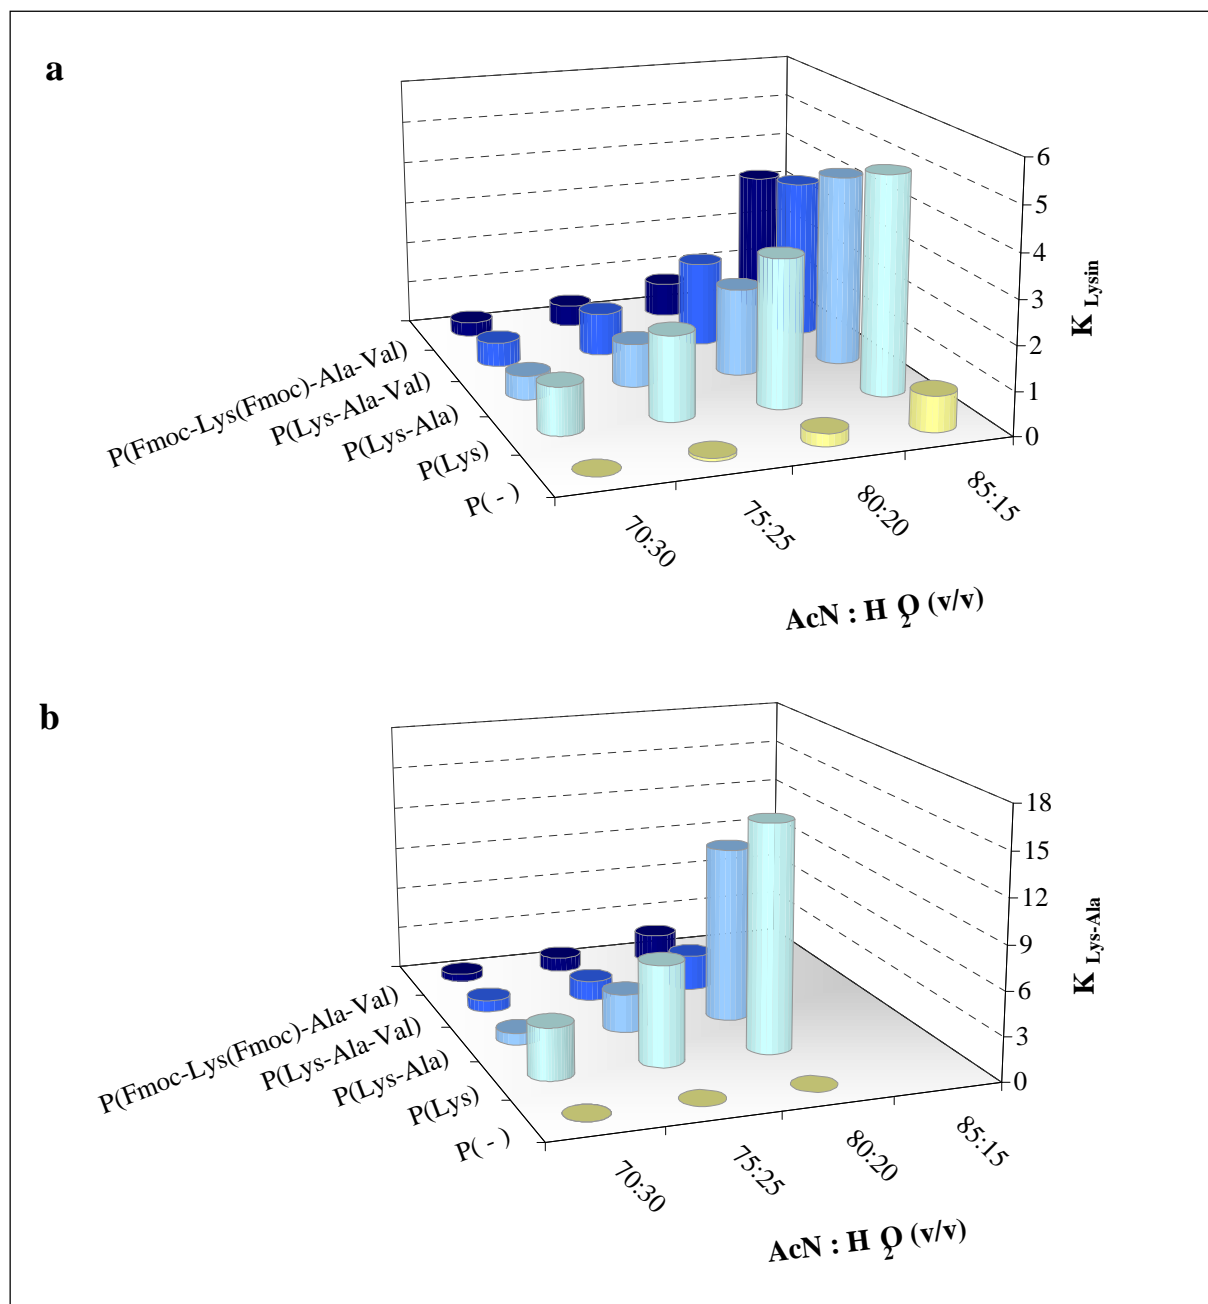 a
6
5
4
3
2
1
0
K Lysin
P(Fmoc-Lys(Fmoc)-Ala-Val)
P(Lys-Ala-Val)
P(Lys-Ala)
P(Lys)
P( - )
70:30
75:25
80:20
85:15
AcN : H2O (v/v)
b
18
15
12
9
6
3
0
K Lys-Ala
P(Fmoc-Lys(Fmoc)-Ala-Val)
P(Lys-Ala-Val)
P(Lys-Ala)
P(Lys)
P( - )
70:30
75:25
80:20
85:15
AcN : H2O (v/v)